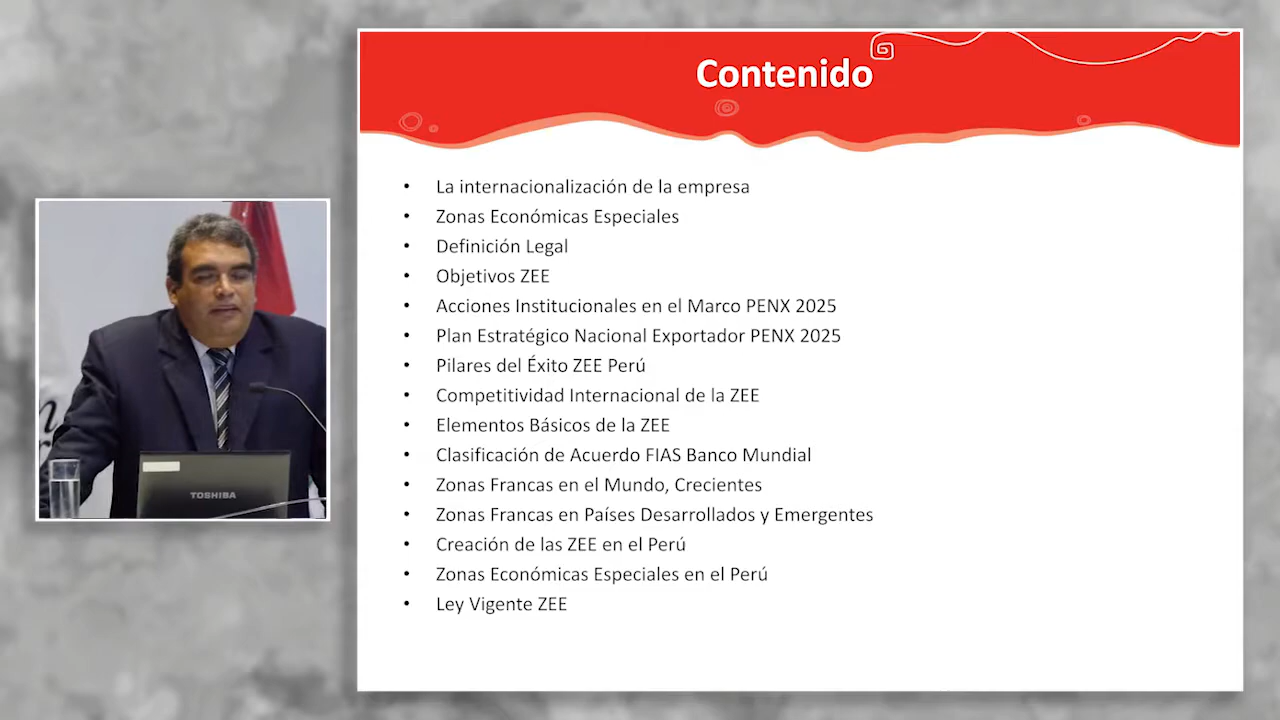 Contenido
• La internacionalización de la empresa
• Zonas Económicas Especiales
• Definición Legal
• Objetivos ZEE
• Acciones Institucionales en el Marco PENX 2025
• Plan Estratégico Nacional Exportador PENX 2025
• Pilares del Éxito ZEE Perú
• Competitividad Internacional de la ZEE
• Elementos Básicos de la ZEE
• Clasificación de Acuerdo FIAS Banco Mundial
• Zonas Francas en el Mundo, Crecientes
• Zonas Francas en Países Desarrollados y Emergentes
• Creación de las ZEE en el Perú
• Zonas Económicas Especiales en el Perú
• Ley Vigente ZEE
TOSHIBA